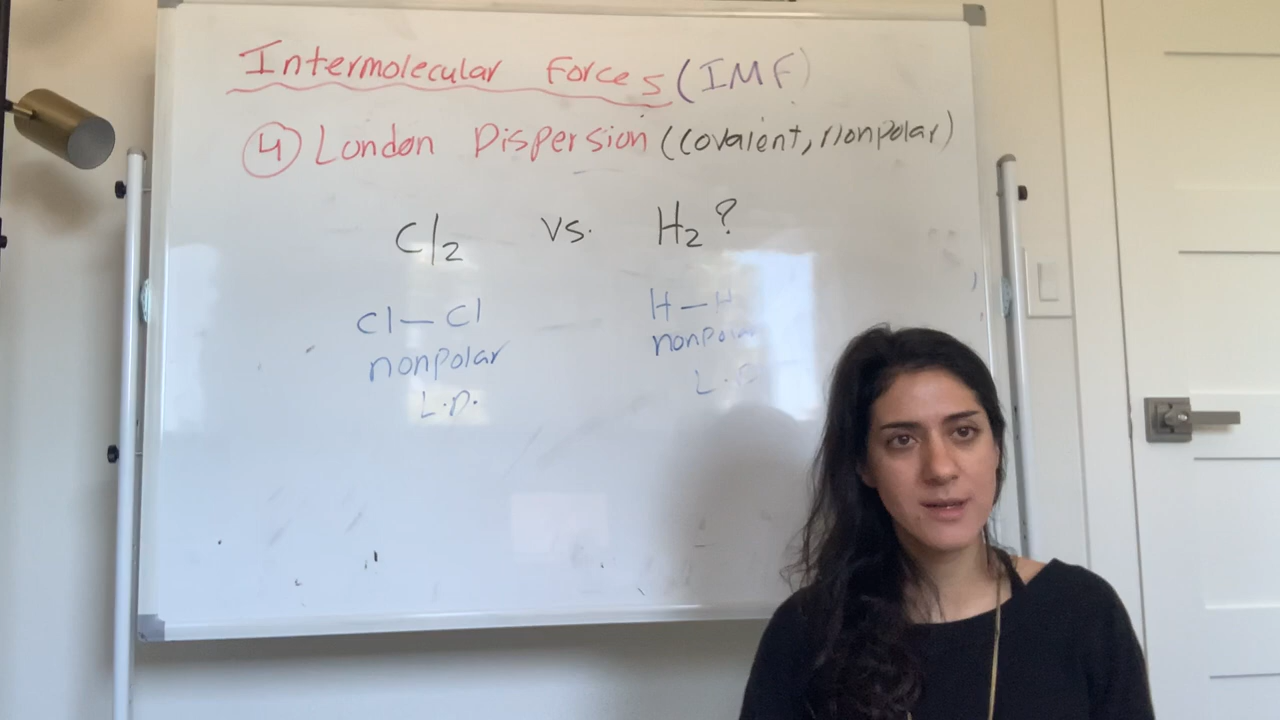 Intermolecular Forces (IMF)
4 London Dispersion (covalent, nonpolar)
Cl2 vs. H2?
Cl—Cl H—H
nonpolar nonpolar
L.D. L.D